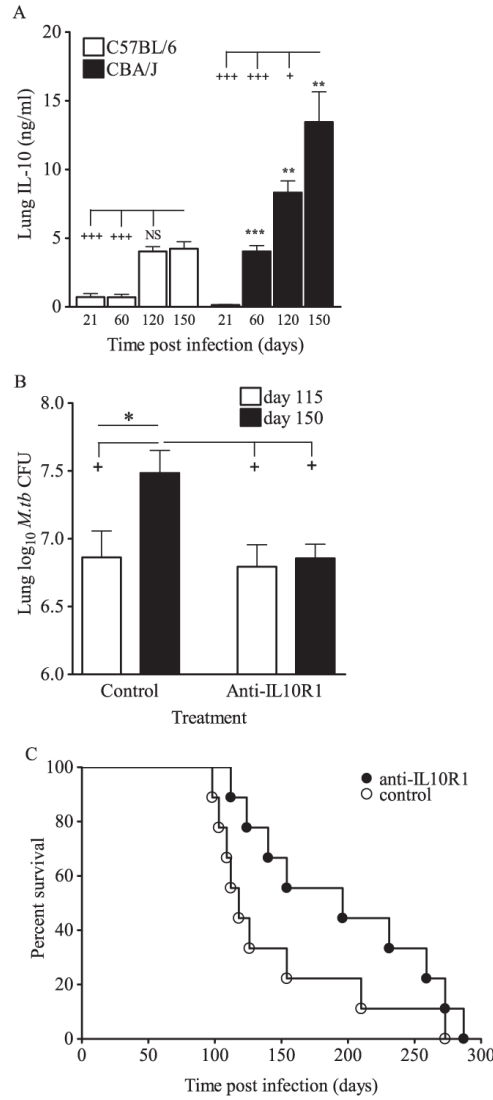 A
C57BL/6
CBA/J
Lung IL-10 (ng/ml)
20
15
10
5
0
+++ +++ NS
+++ +++ +
*** ** **
21 60 120 150 21 60 120 150
Time post infection (days)
B
day 115
day 150
Lung log10 M.tb CFU
8.0
7.5
7.0
6.5
6.0
*
+ + +
Control Anti-IL10R1
Treatment
C
anti-IL10R1
control
Percent survival
100
80
60
40
20
0
0 50 100 150 200 250 300
Time post infection (days)